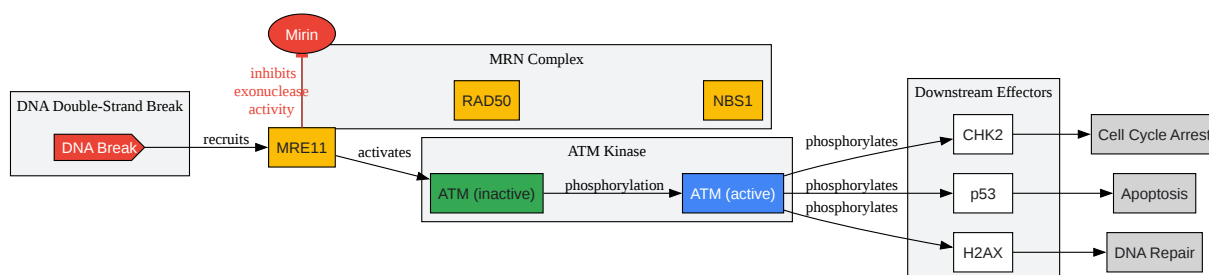 Mirin
MRN Complex
inhibits
exonuclease
activity
RAD50
NBS1
DNA Double-Strand Break
DNA Break
recruits
MRE11
activates
ATM Kinase
ATM (inactive)
phosphorylation
ATM (active)
phosphorylates
phosphorylates
phosphorylates
Downstream Effectors
CHK2
Cell Cycle Arrest
p53
Apoptosis
H2AX
DNA Repair